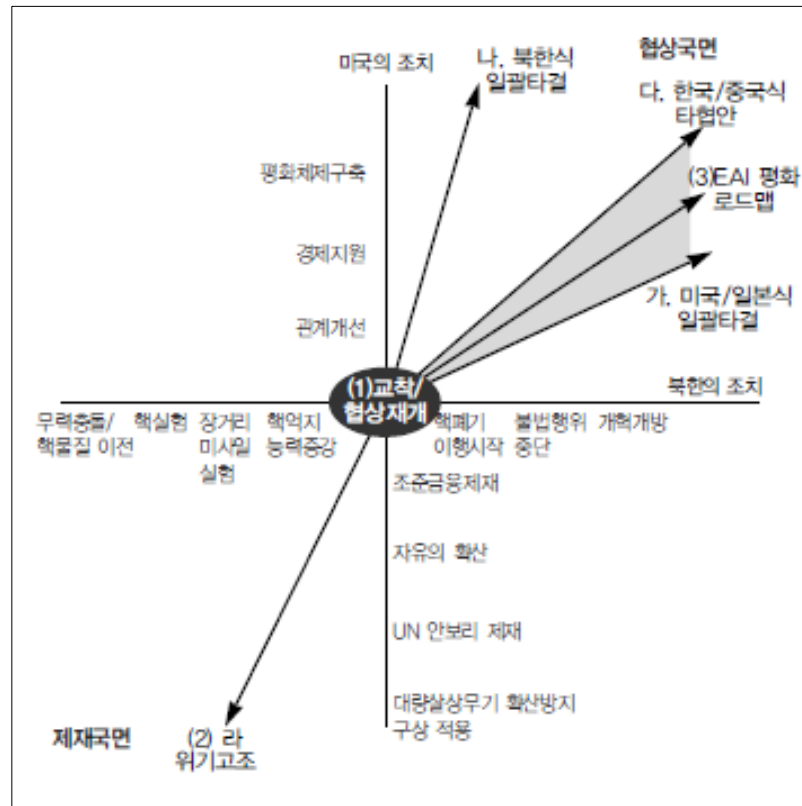 미국의 조치
나, 북한식
일괄타결
협상국면
다, 한국/중국식
타협안
평화체제구축
(3)EAI 평화
로드맵
경제지원
가, 미국/일본식
일괄타결
관계개선
(1)교착/
협상재개
북한의 조치
무력충돌/
핵물질 이전
핵실험
장거리
미사일
실험
핵억지
능력증강
핵폐기
이행시작
불법행위
중단
개혁개방
조준금융제재
자유의 확산
UN 안보리 제재
대량살상무기 확산방지
구상 적용
제재국면
(2) 라
위기고조